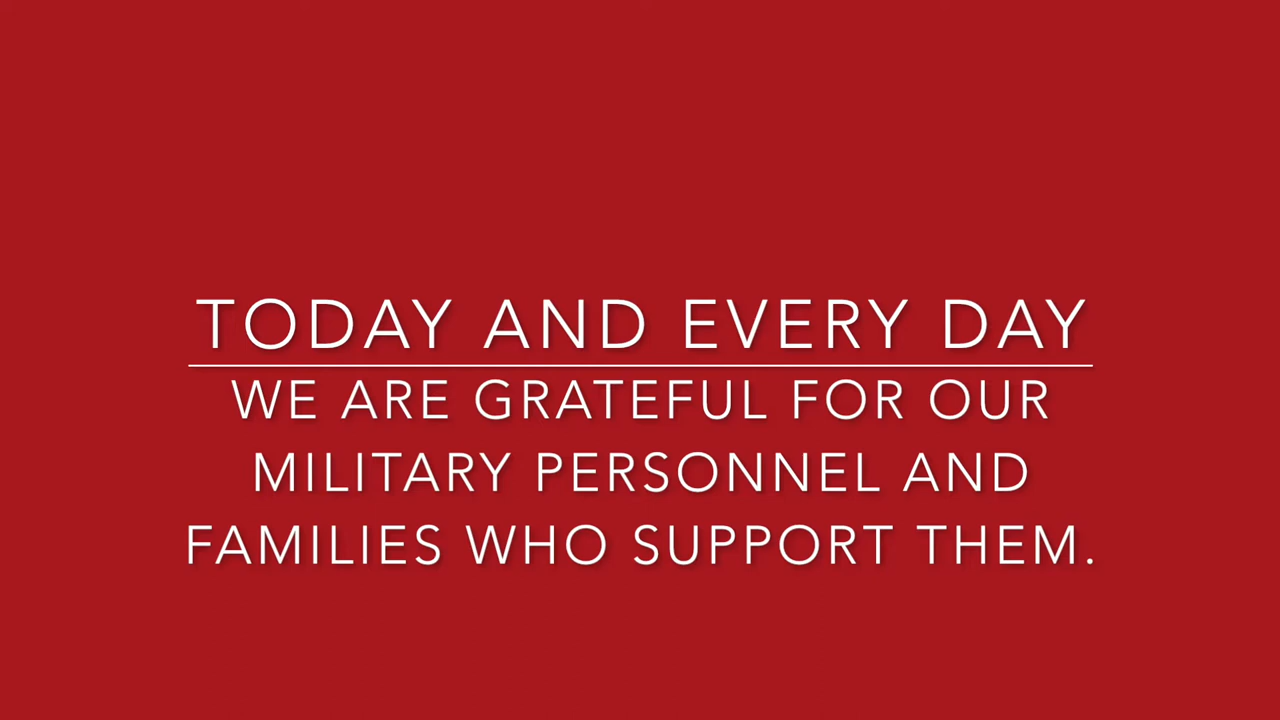 TODAY AND EVERY DAY
WE ARE GRATEFUL FOR OUR
MILITARY PERSONNEL AND
FAMILIES WHO SUPPORT THEM.